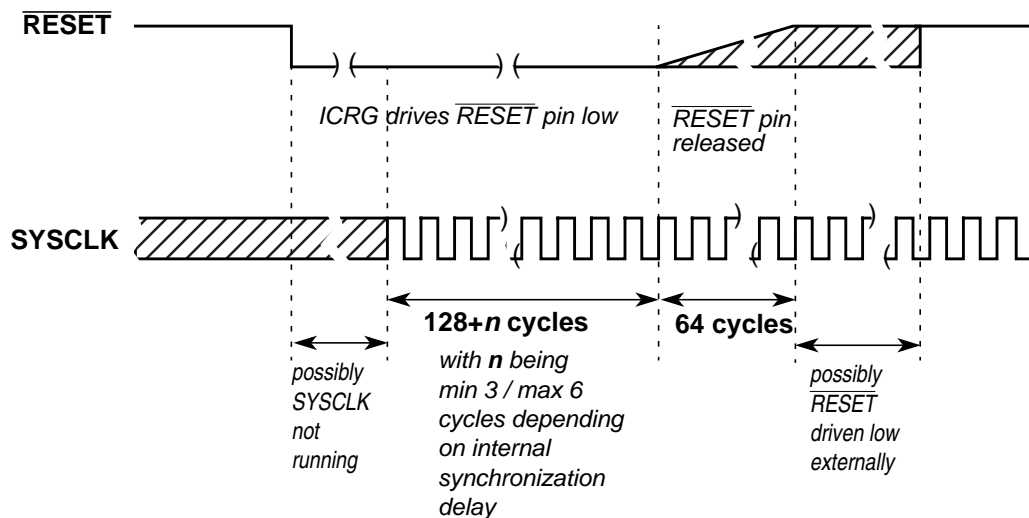 RESET
ICRG drives RESET pin low
RESET pin
released
SYSCLK
128+n cycles
with n being
min 3 / max 6
cycles depending
on internal
synchronization
delay
64 cycles
possibly
SYSCLK
not
running
possibly
RESET
driven low
externally